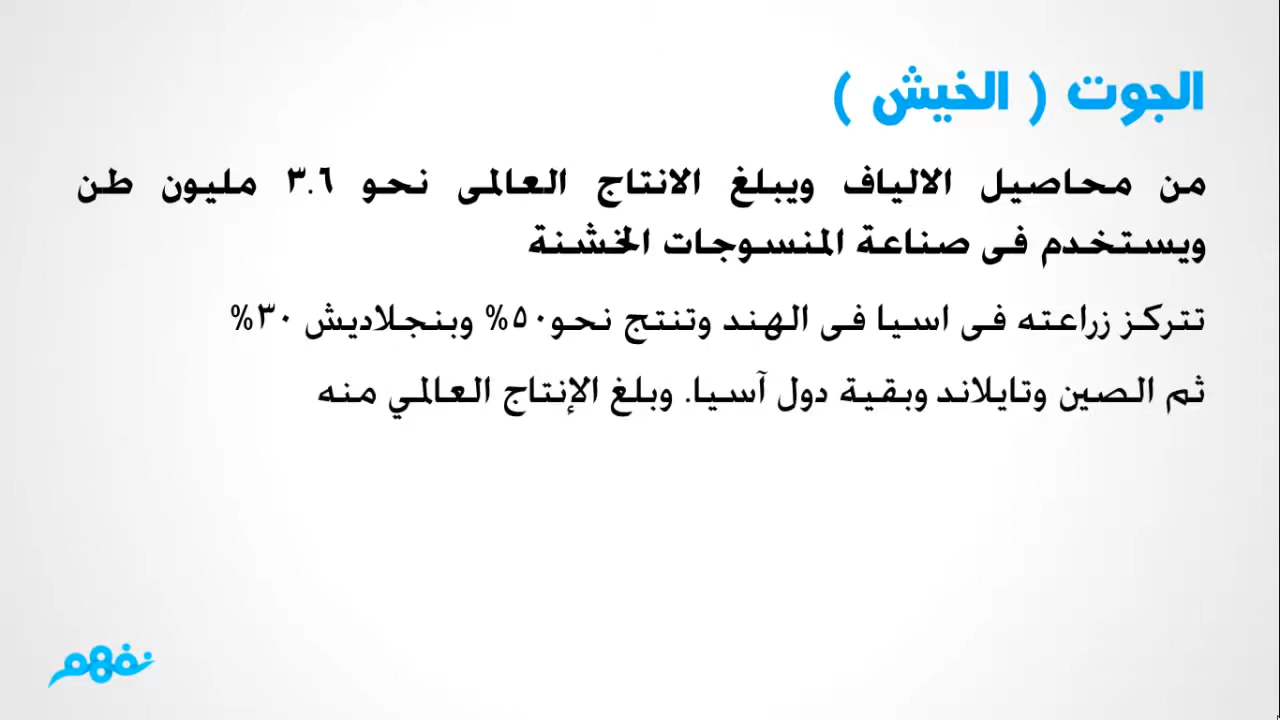 الجوت ( الخيش )
من محاصيل الالياف ويبلغ الانتاج العالمى نحو ٣.٦ مليون طن
ويستخدم فى صناعة المنسوجات الخشنة
تتركز زراعته فى اسيا فى الهند وتنتج نحو٥٠% وبنجلاديش ٣٠%
ثم الصين وتايلاند وبقية دول آسيا. وبلغ الإنتاج العالمي منه
نفهم